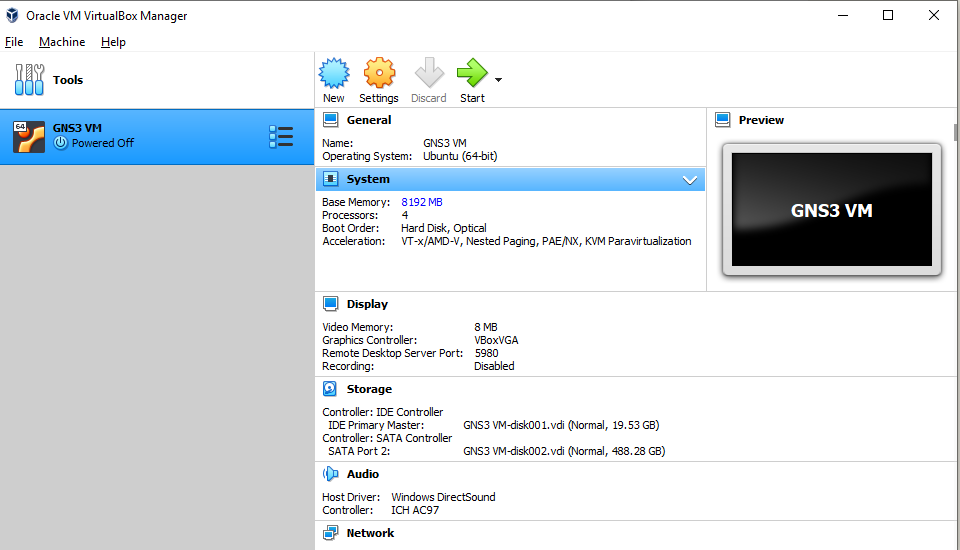 Oracle VM VirtualBox Manager
File Machine Help
Tools
New Settings Discard Start
64
GNS3 VM
Powered Off
General
Name: GNS3 VM
Operating System: Ubuntu (64-bit)
Preview
GNS3 VM
System
Base Memory: 8192 MB
Processors: 4
Boot Order: Hard Disk, Optical
Acceleration: VT-x/AMD-V, Nested Paging, PAE/NX, KVM Paravirtualization
Display
Video Memory: 8 MB
Graphics Controller: VBoxVGA
Remote Desktop Server Port: 5980
Recording: Disabled
Storage
Controller: IDE Controller
IDE Primary Master: GNS3 VM-disk001.vdi (Normal, 19.53 GB)
Controller: SATA Controller
SATA Port 2: GNS3 VM-disk002.vdi (Normal, 488.28 GB)
Audio
Host Driver: Windows DirectSound
Controller: ICH AC97
Network